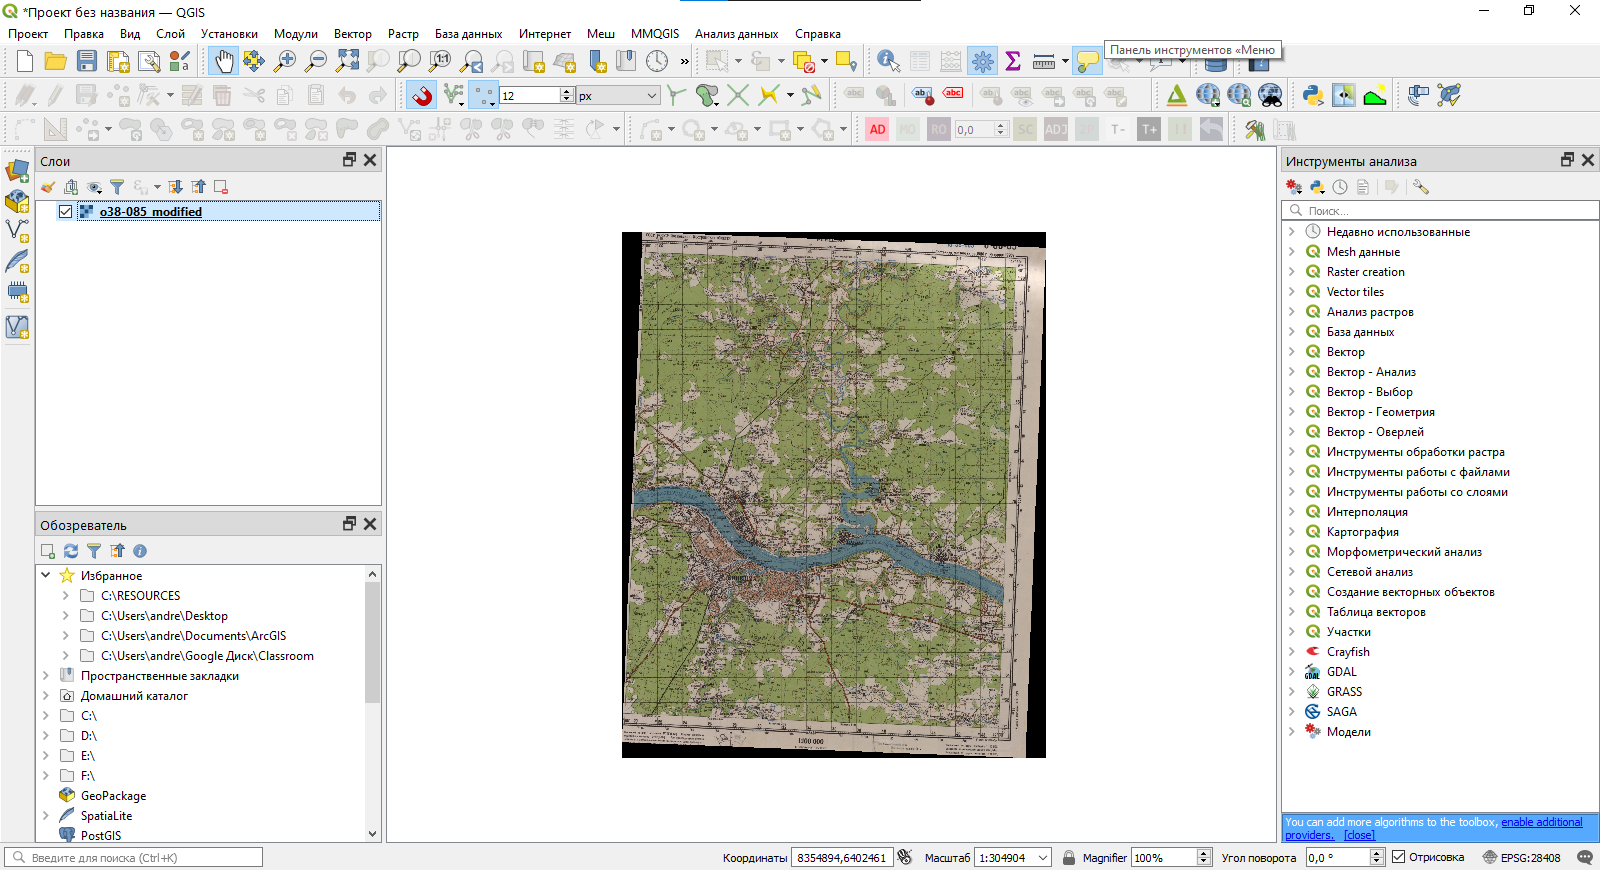 *Проект без названия — QGIS
Проект Правка Вид Слой Установки Модули Вектор Растр База данных Интернет Меш MMQGIS Анализ данных Справка
Панель инструментов «Меню
12 px
AD MO RO 0,0 SC ADJ T- T+
Слои
o38-085_modified
Обозреватель
Избранное
C:\RESOURCES
C:\Users\andre\Desktop
C:\Users\andre\Documents\ArcGIS
C:\Users\andre\Google Диск\Classroom
Пространственные закладки
Домашний каталог
C:\
D:\
E:\
F:\
GeoPackage
SpatiaLite
PostGIS
Инструменты анализа
Поиск...
Недавно использованные
Mesh данные
Raster creation
Vector tiles
Анализ растров
База данных
Вектор
Вектор - Анализ
Вектор - Выбор
Вектор - Геометрия
Вектор - Оверлей
Инструменты обработки растра
Инструменты работы с файлами
Инструменты работы со слоями
Интерполяция
Картография
Морфометрический анализ
Сетевой анализ
Создание векторных объектов
Таблица векторов
Участки
Crayfish
GDAL
GRASS
SAGA
Модели
You can add more algorithms to the toolbox, enable additional
providers. [close]
Введите для поиска (Ctrl+K) Координаты 8354894,6402461 Масштаб 1:304904 Magnifier 100% Угол поворота 0,0 ° Отрисовка EPSG:28408